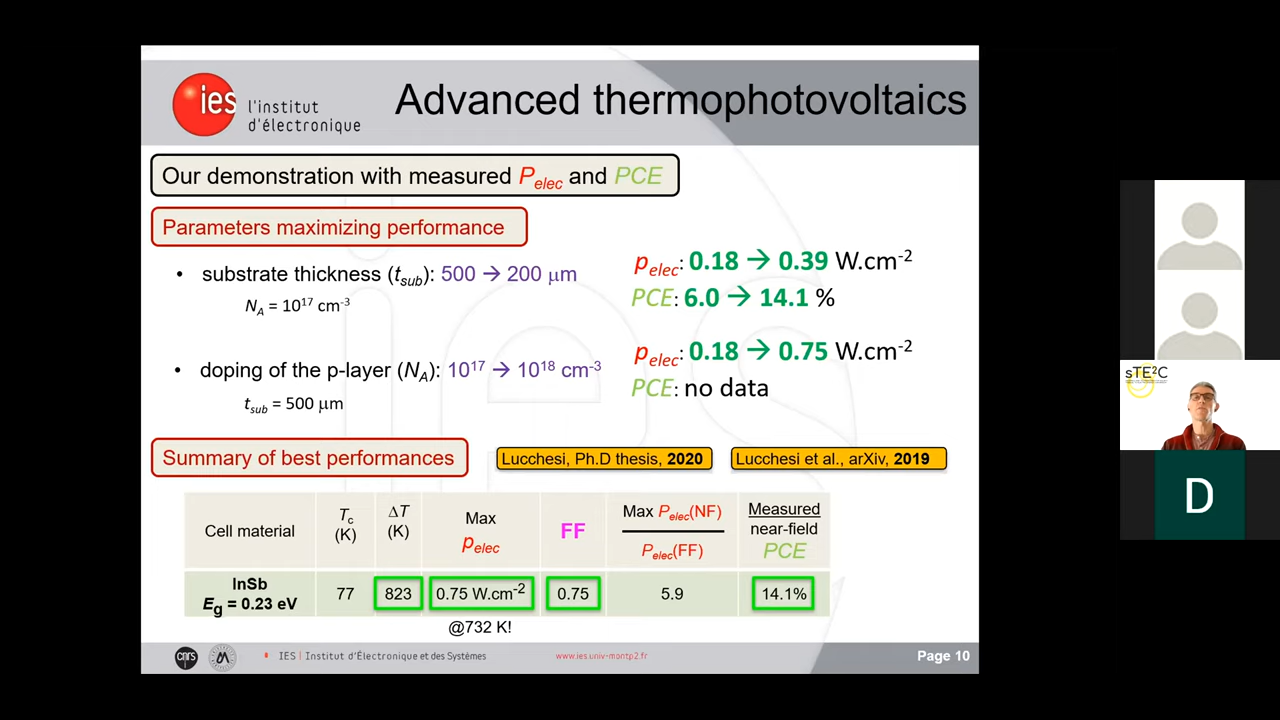 ies l'institut
d'électronique
Advanced thermophotovoltaics
Our demonstration with measured Pelec and PCE
Parameters maximizing performance
• substrate thickness (tsub): 500 → 200 μm
NA = 10^17 cm^-3
pelec: 0.18 → 0.39 W.cm^-2
PCE: 6.0 → 14.1 %
• doping of the p-layer (NA): 10^17 → 10^18 cm^-3
tsub = 500 μm
pelec: 0.18 → 0.75 W.cm^-2
PCE: no data
Summary of best performances
Lucchesi, Ph.D thesis, 2020
Lucchesi et al., arXiv, 2019
Cell material
Tc
(K)
ΔT
(K)
Max
pelec
FF
Max Pelec(NF)
Pelec(FF)
Measured
near-field
PCE
InSb
Eg = 0.23 eV
77
823
0.75 W.cm^-2
0.75
5.9
14.1%
@732 K!
cnrs
• IES | Institut d'Électronique et des Systèmes
www.ies.univ-montp2.fr
Page 10
sTE²C
D